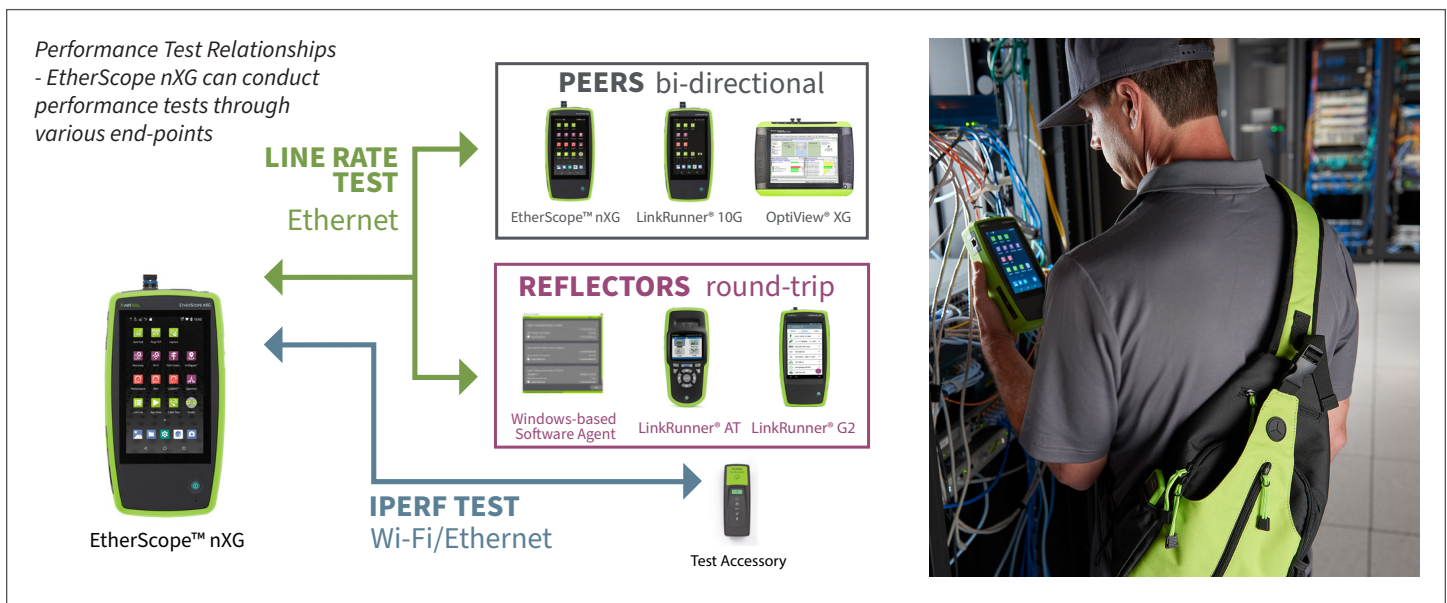 Performance Test Relationships
- EtherScope nXG can conduct
performance tests through
various end-points
LINE RATE
TEST
Ethernet
PEERS bi-directional
EtherScope™ nXG
LinkRunner® 10G
OptiView® XG
REFLECTORS round-trip
Windows-based
Software Agent
LinkRunner® AT
LinkRunner® G2
EtherScope nXG
EtherScope™ nXG
IPERF TEST
Wi-Fi/Ethernet
Test Accessory